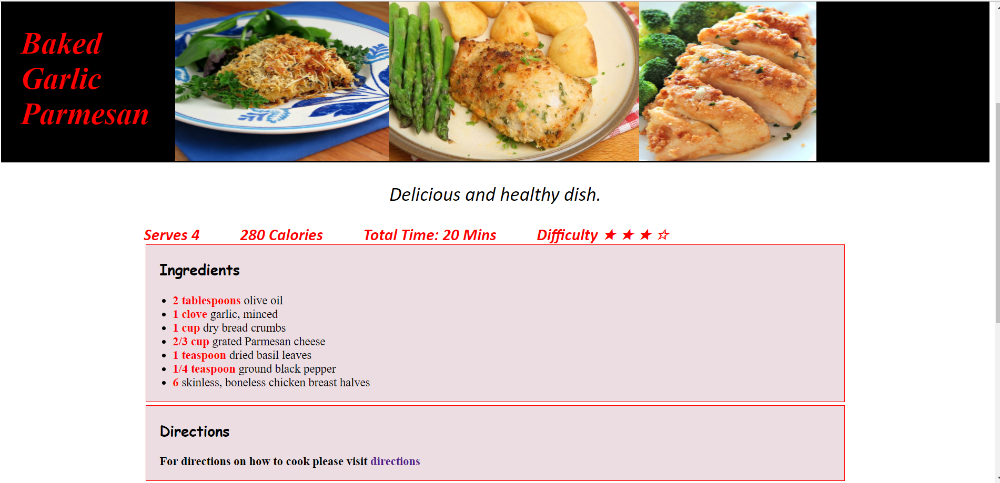 Baked
Garlic
Parmesan
Delicious and healthy dish.
Serves 4 280 Calories Total Time: 20 Mins Difficulty ★ ★ ★ ☆
Ingredients
• 2 tablespoons olive oil
• 1 clove garlic, minced
• 1 cup dry bread crumbs
• 2/3 cup grated Parmesan cheese
• 1 teaspoon dried basil leaves
• 1/4 teaspoon ground black pepper
• 6 skinless, boneless chicken breast halves
Directions
For directions on how to cook please visit directions